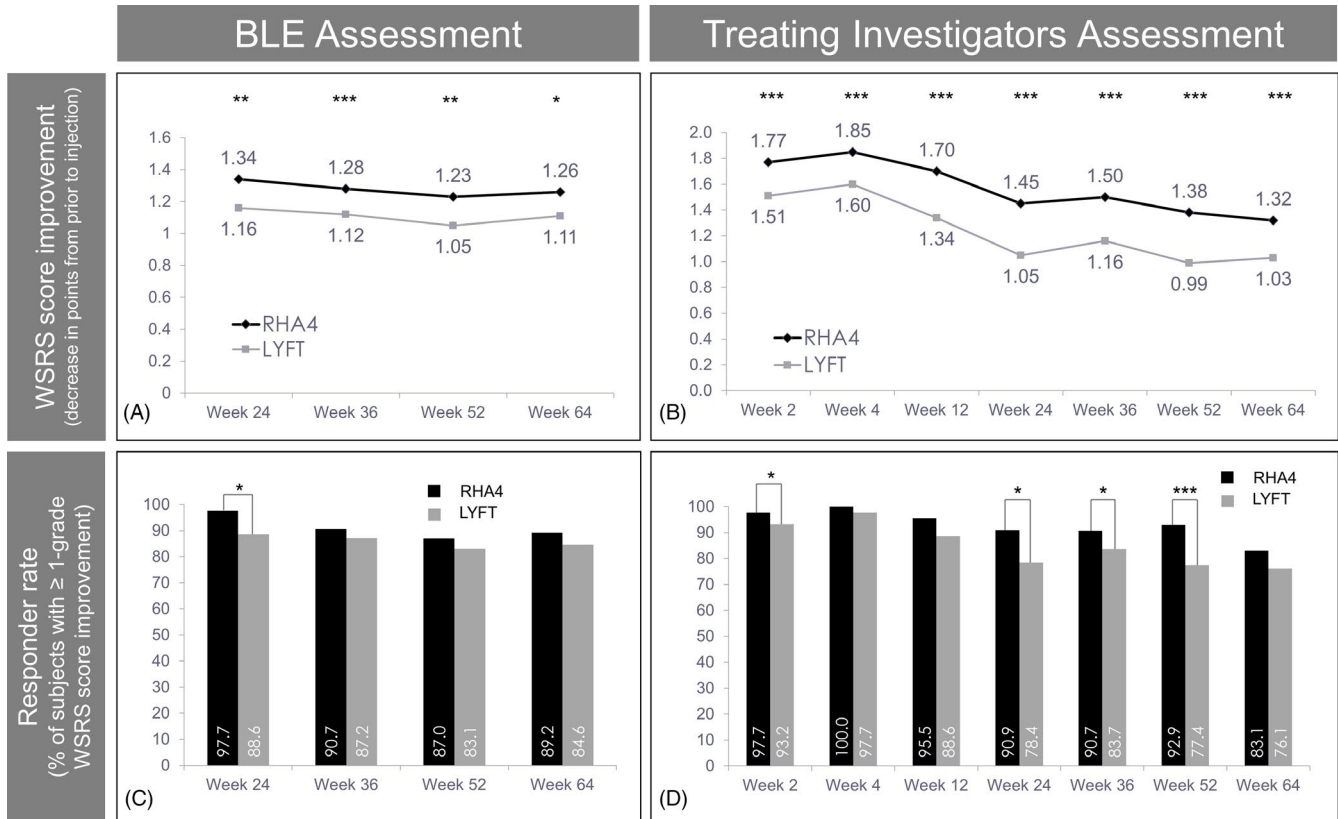 BLE Assessment
Treating Investigators Assessment
WSRS score improvement
(decrease in points from prior to injection)
** *** ** *
1.6
1.4
1.2
1
0.8
0.6
0.4
0.2
0
1.34 1.28 1.23 1.26
1.16 1.12 1.05 1.11
RHA4
LYFT
(A) Week 24 Week 36 Week 52 Week 64
*** *** *** *** *** *** ***
2.0
1.8
1.6
1.4
1.2
1.0
0.8
0.6
0.4
0.2
0.0
1.77 1.85 1.70 1.45 1.50 1.38 1.32
1.51 1.60 1.34 1.05 1.16 0.99 1.03
RHA4
LYFT
(B) Week 2 Week 4 Week 12 Week 24 Week 36 Week 52 Week 64
Responder rate
(% of subjects with ≥ 1-grade
WSRS score improvement)
RHA4
LYFT
*
100
90
80
70
60
50
40
30
20
10
0
97.7 88.6 90.7 87.2 87.0 83.1 89.2 84.6
(C) Week 24 Week 36 Week 52 Week 64
RHA4
LYFT
* * * ***
100
90
80
70
60
50
40
30
20
10
0
97.7 93.2 100.0 97.7 95.5 88.6 90.9 78.4 90.7 83.7 92.9 77.4 83.1 76.1
(D) Week 2 Week 4 Week 12 Week 24 Week 36 Week 52 Week 64